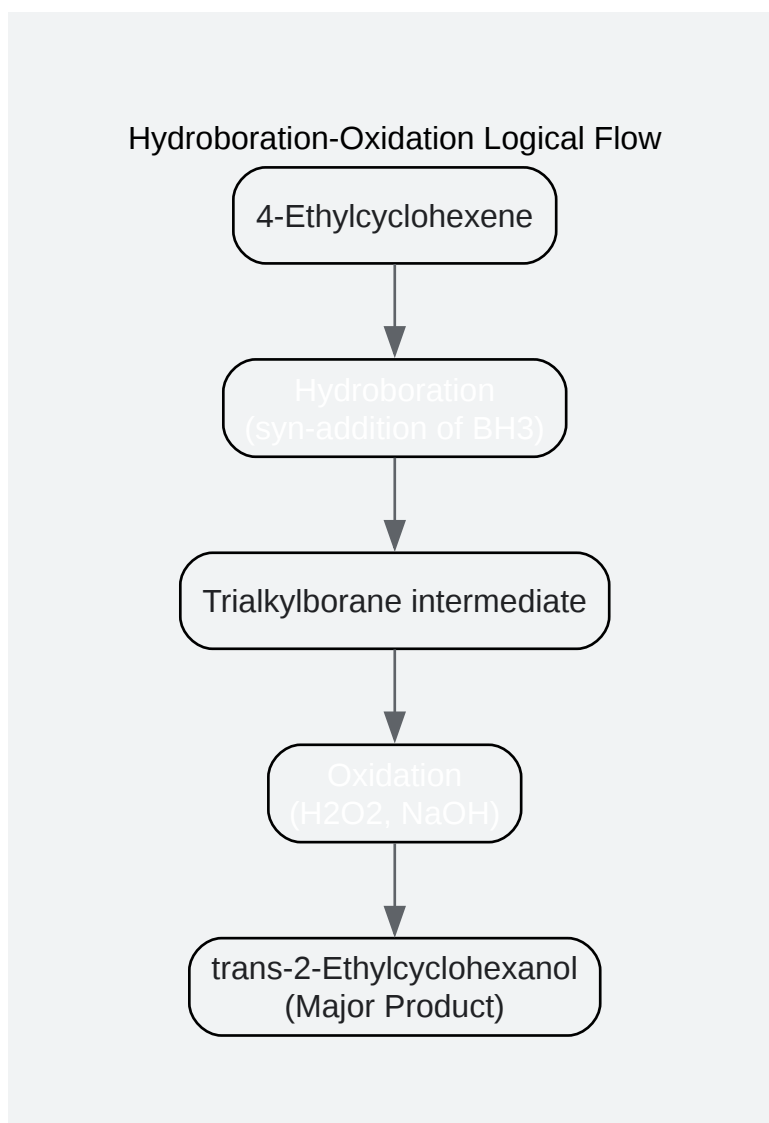 Hydroboration-Oxidation Logical Flow
4-Ethylcyclohexene
Hydroboration
(syn-addition of BH3)
Trialkylborane intermediate
Oxidation
(H2O2, NaOH)
trans-2-Ethylcyclohexanol
(Major Product)